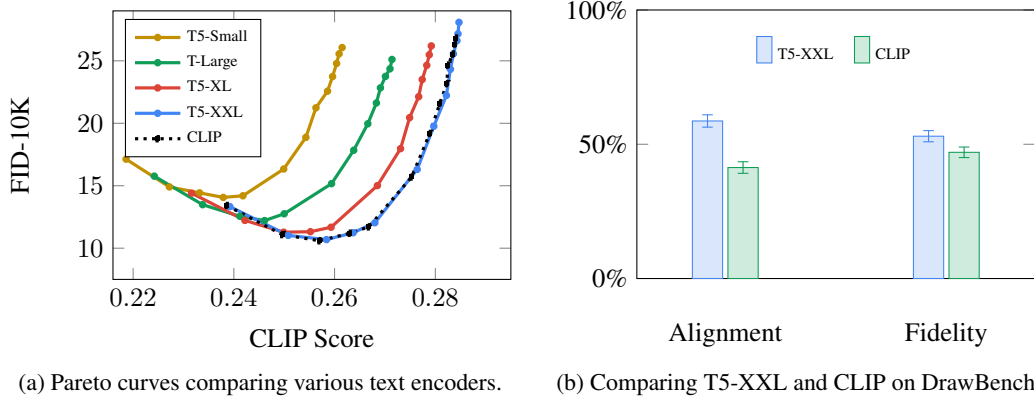 T5-Small
T-Large
T5-XL
T5-XXL
CLIP
25
20
15
10
FID-10K
0.22 0.24 0.26 0.28
CLIP Score
(a) Pareto curves comparing various text encoders.
100%
50%
0%
T5-XXL CLIP
Alignment Fidelity
(b) Comparing T5-XXL and CLIP on DrawBench